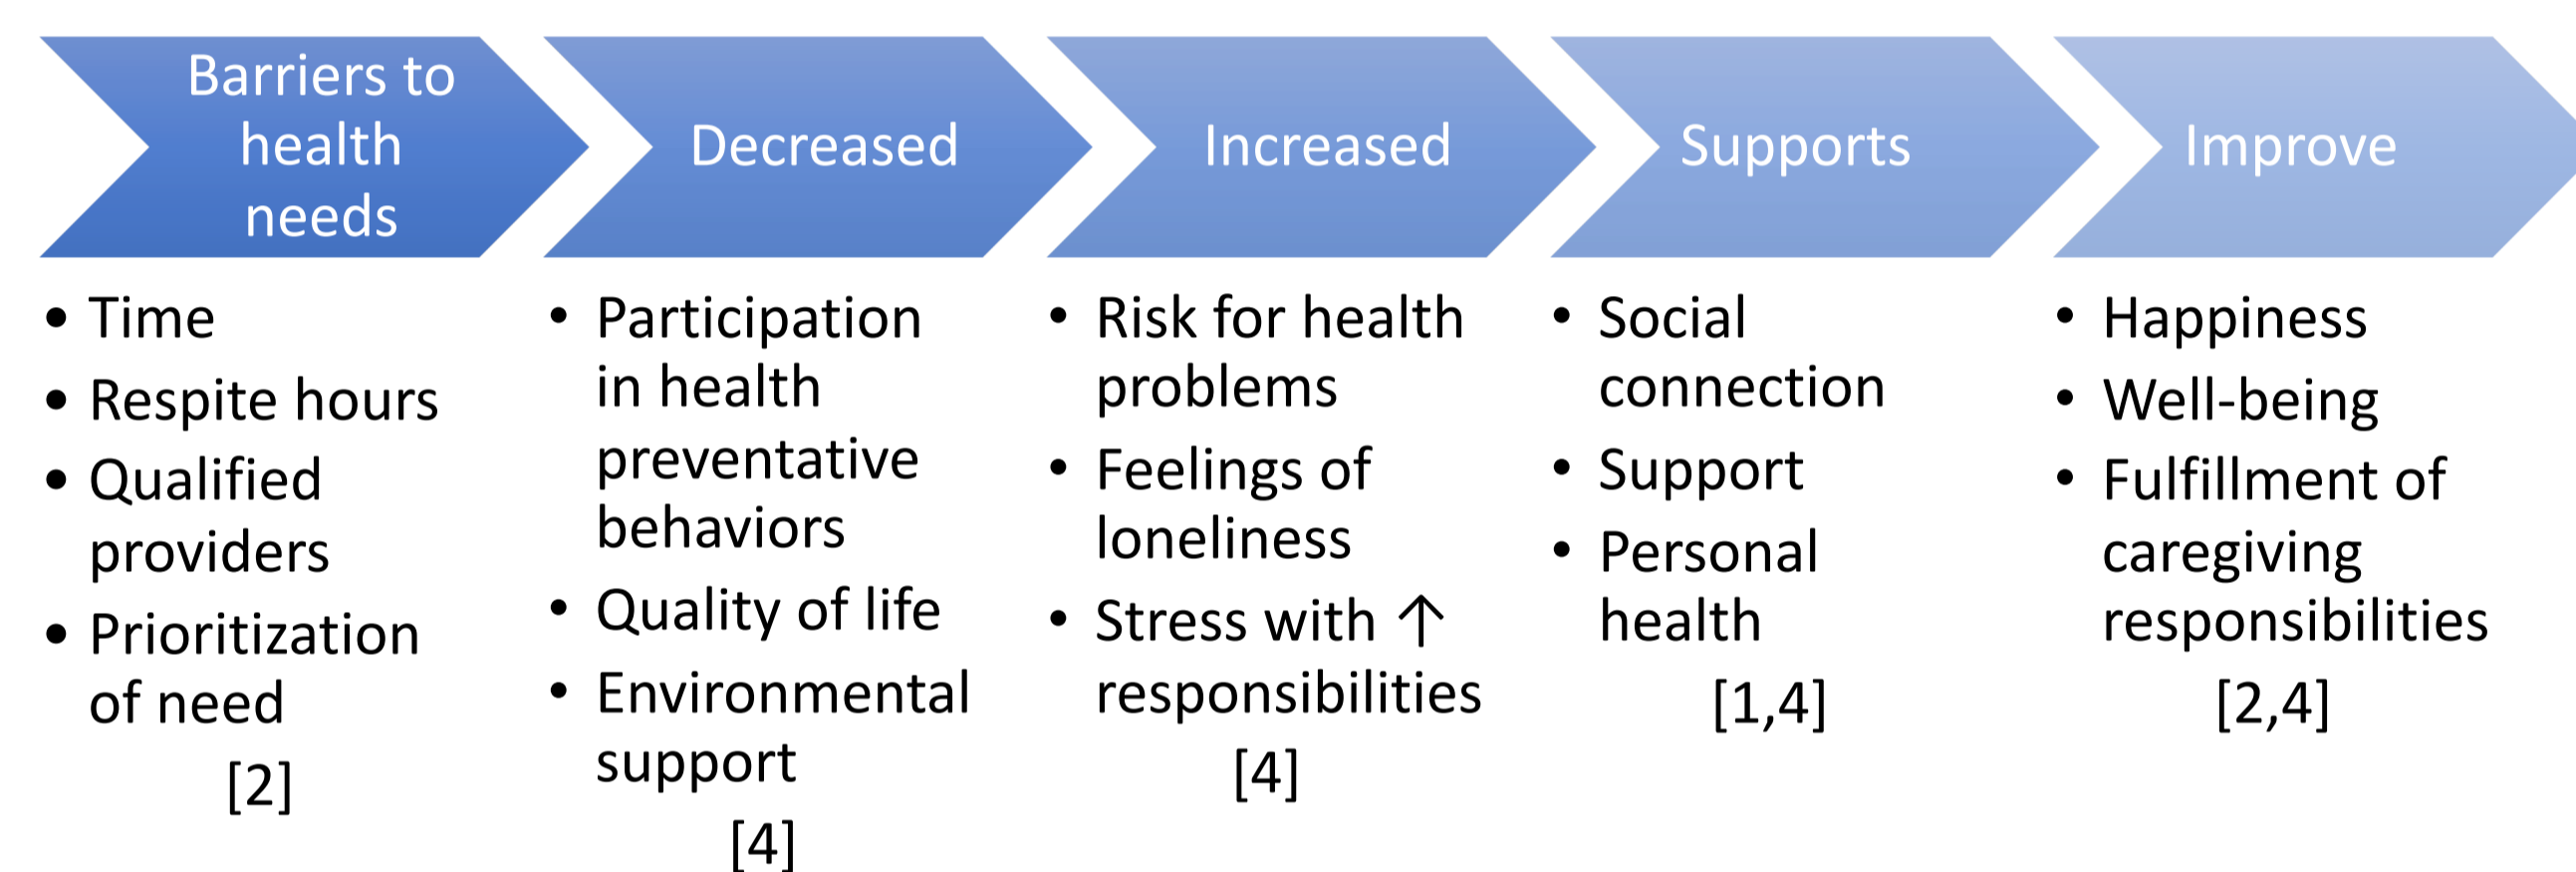 Barriers to
health
needs
• Time
• Respite hours
• Qualified
providers
• Prioritization
of need
[2]
Decreased
• Participation
in health
preventative
behaviors
• Quality of life
• Environmental
support
[4]
Increased
• Risk for health
problems
• Feelings of
loneliness
• Stress with ↑
responsibilities
[4]
Supports
• Social
connection
• Support
• Personal
health
[1,4]
Improve
• Happiness
• Well-being
• Fulfillment of
caregiving
responsibilities
[2,4]